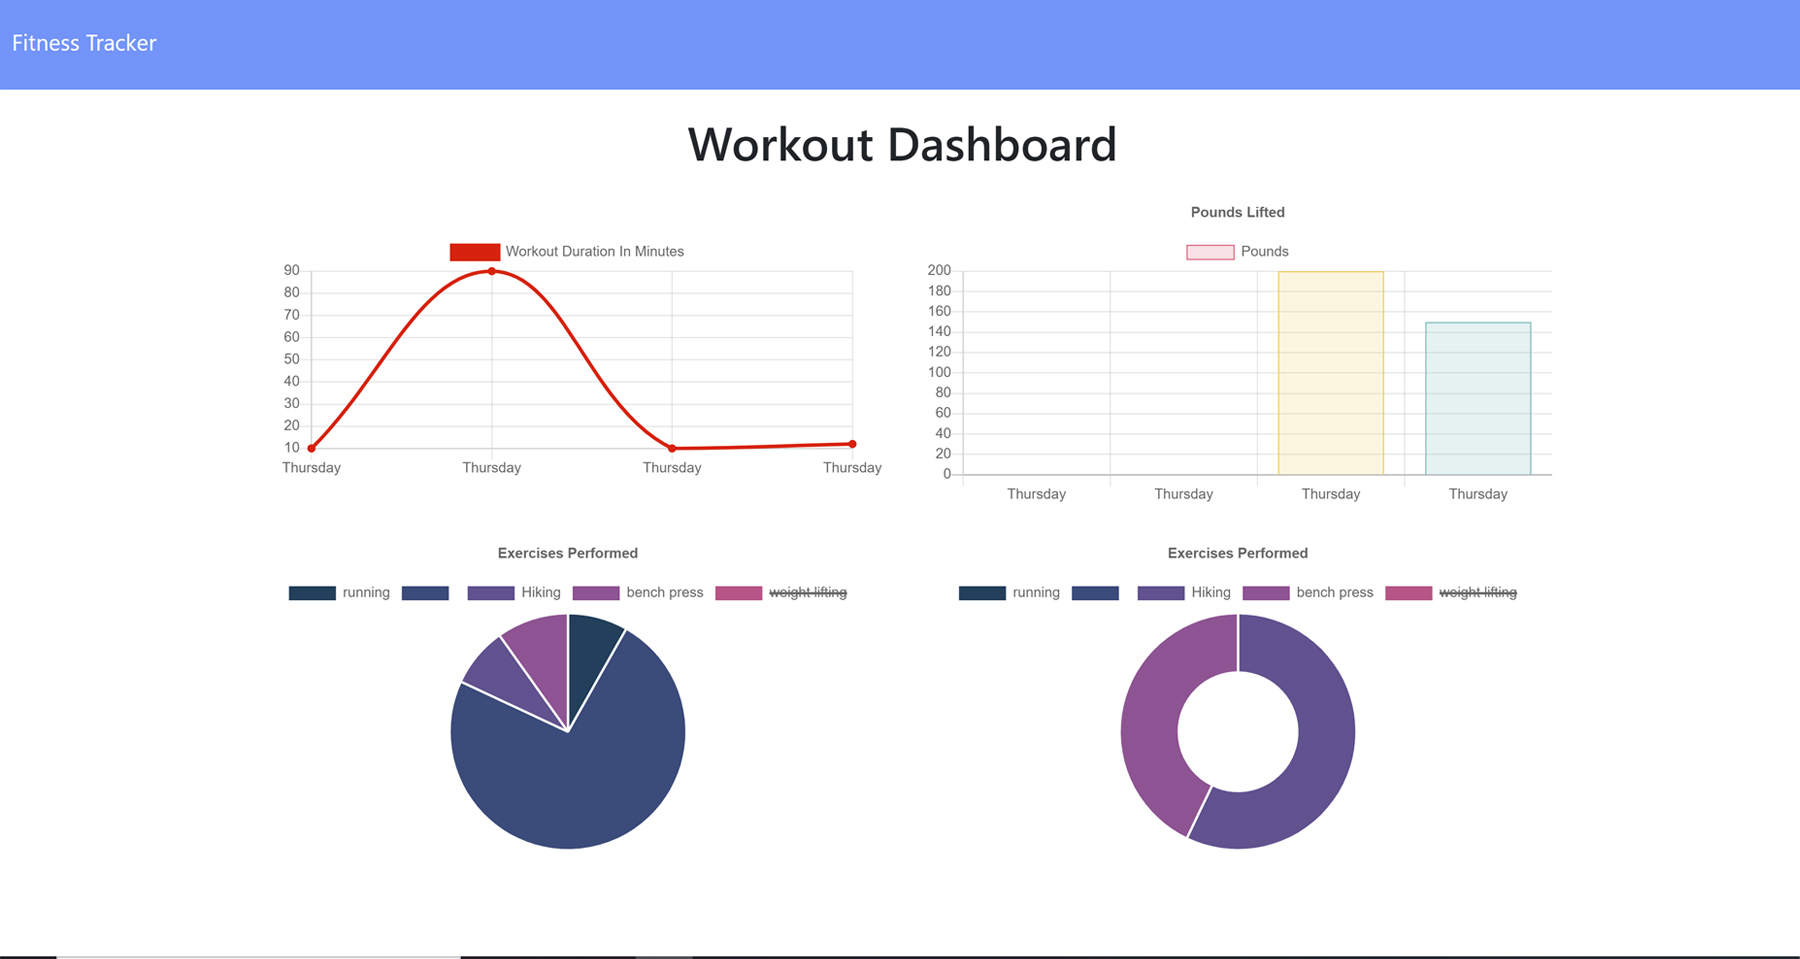 Fitness Tracker
Workout Dashboard
Workout Duration In Minutes
90
80
70
60
50
40
30
20
10
Thursday Thursday Thursday Thursday
Pounds Lifted
Pounds
200
180
160
140
120
100
80
60
40
20
0
Thursday Thursday Thursday Thursday
Exercises Performed
running Hiking bench press weight lifting
Exercises Performed
running Hiking bench press weight lifting